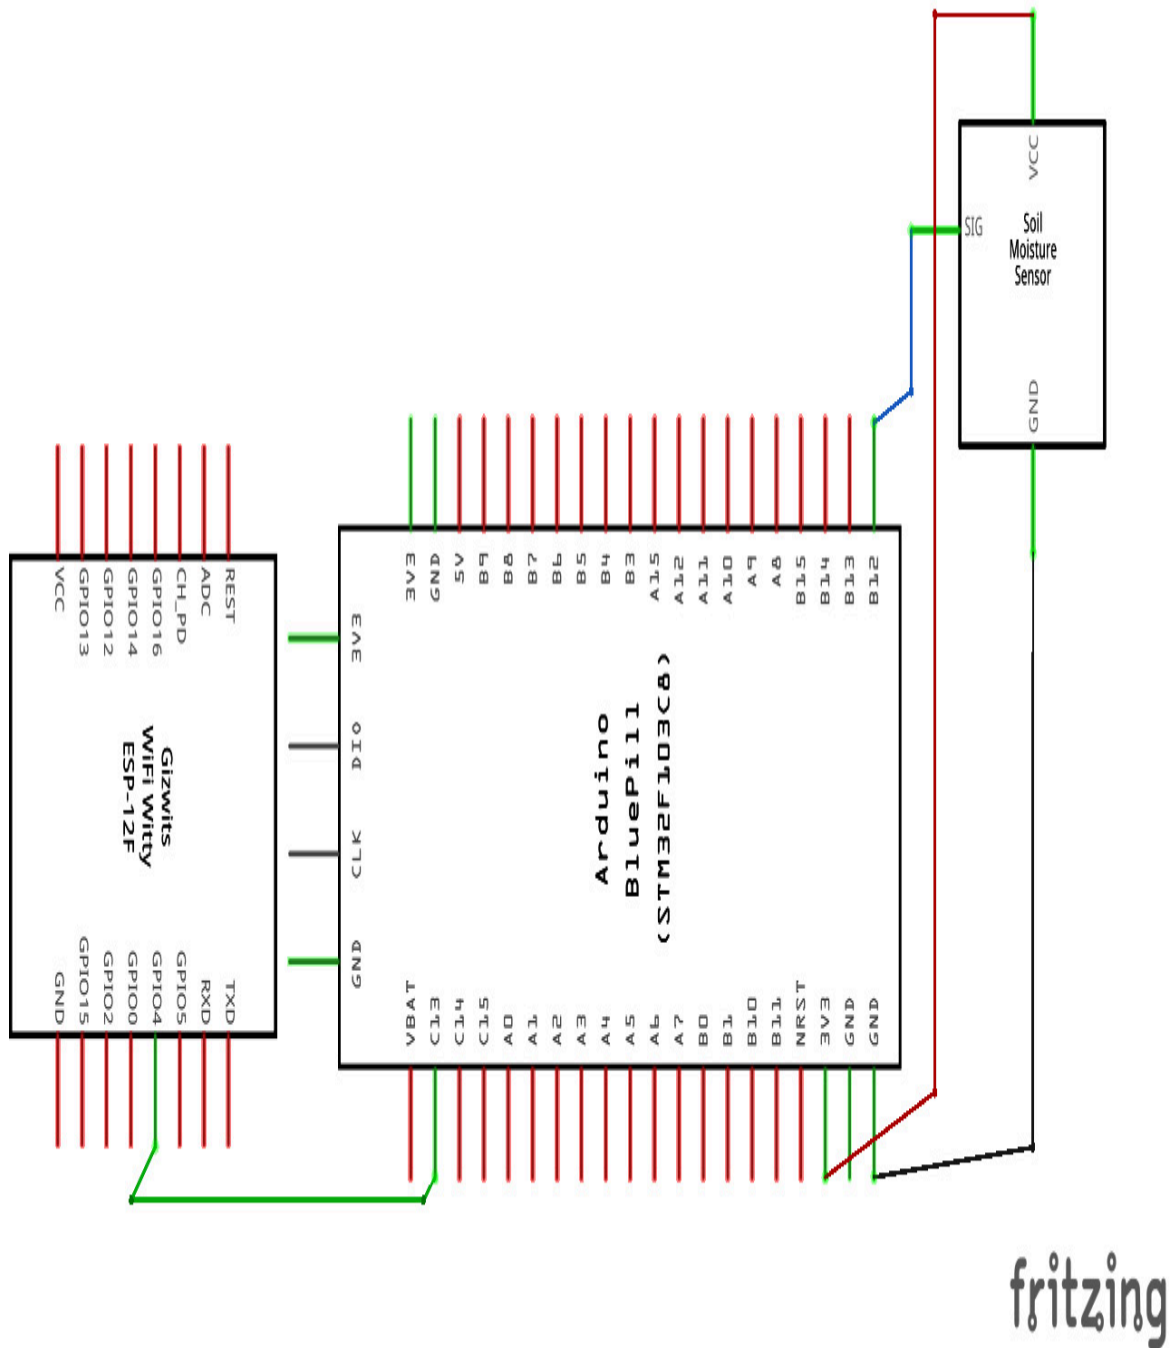 VCC
SIG
Soil
Moisture
Sensor
GND
3V3
GND
5V
B9
B8
B7
B6
B5
B4
B3
A15
A12
A11
A10
A9
A8
B15
B14
B13
B12
VCC
GPIO13
GPIO12
GPIO14
GPIO16
CH_PD
ADC
REST
3V3
DIO
CLK
GND
Gizwits
WiFi Witty
ESP-12F
Arduino
BluePill
(STM32F103C8)
GND
GPIO15
GPIO2
GPIO0
GPIO4
GPIO5
RXD
TXD
VBAT
C13
C14
C15
A0
A1
A2
A3
A4
A5
A6
A7
B0
B1
B10
B11
NRST
3V3
GND
GND
fritzing